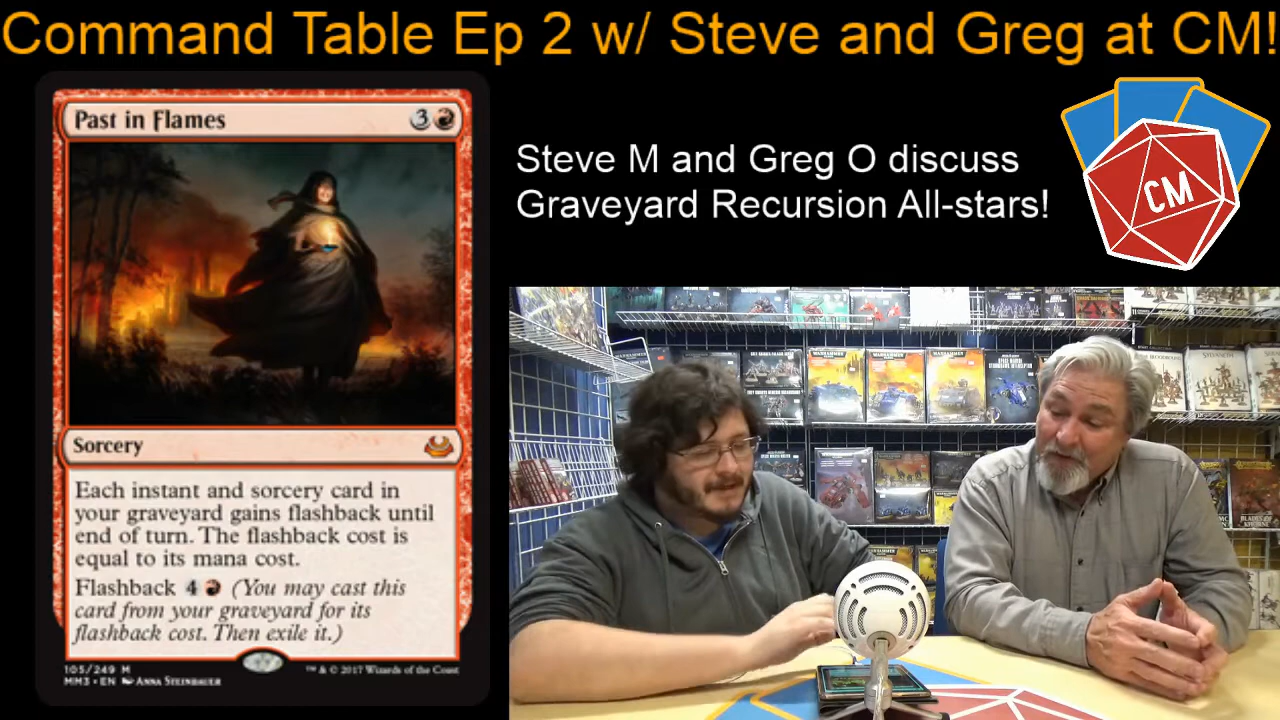 Command Table Ep 2 w/ Steve and Greg at CM!
Past in Flames 3
Sorcery
Each instant and sorcery card in
your graveyard gains flashback until
end of turn. The flashback cost is
equal to its mana cost.
Flashback 4 (You may cast this
card from your graveyard for its
flashback cost. Then exile it.)
105/249 M
MM3 • EN Anna Steinbauer
™ & © 2017 Wizards of the Coast
Steve M and Greg O discuss
Graveyard Recursion All-stars!
CM
WARHAMMER
WARHAMMER
WARHAMMER